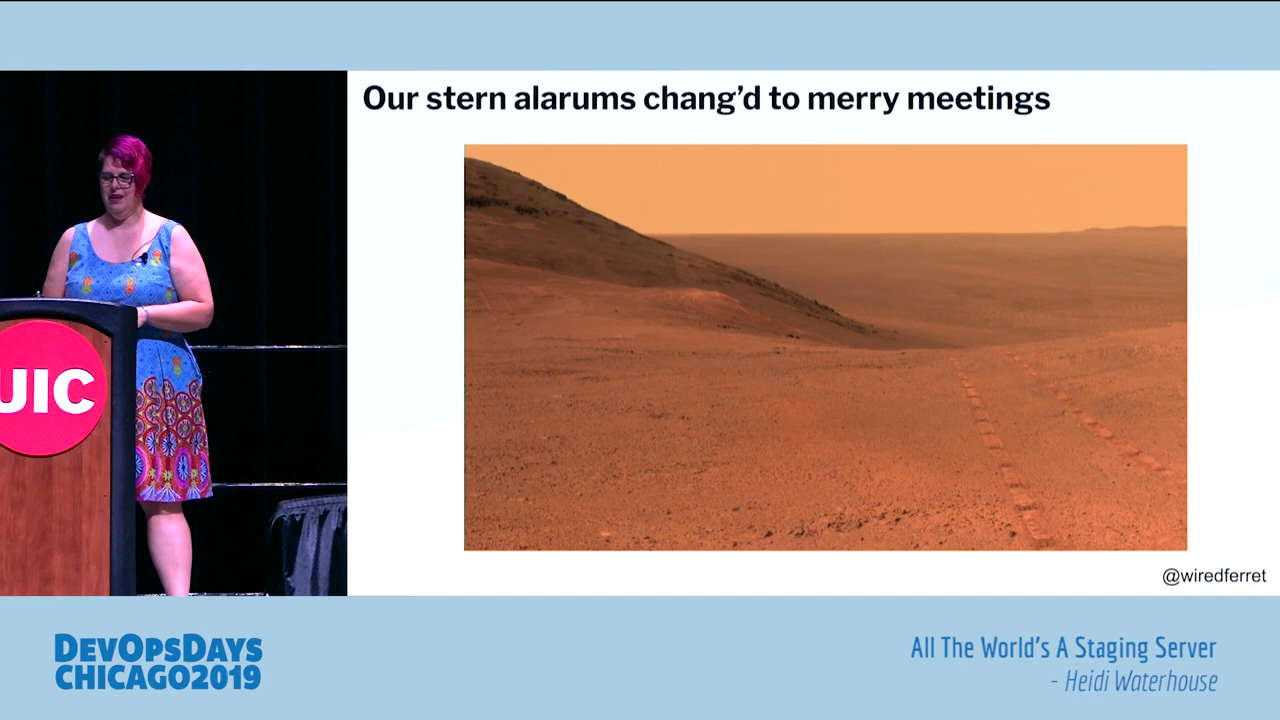 Our stern alarums chang’d to merry meetings
UIC
@wiredferret
DEVOPSDAYS
CHICAGO2019
All The World's A Staging Server
- Heidi Waterhouse